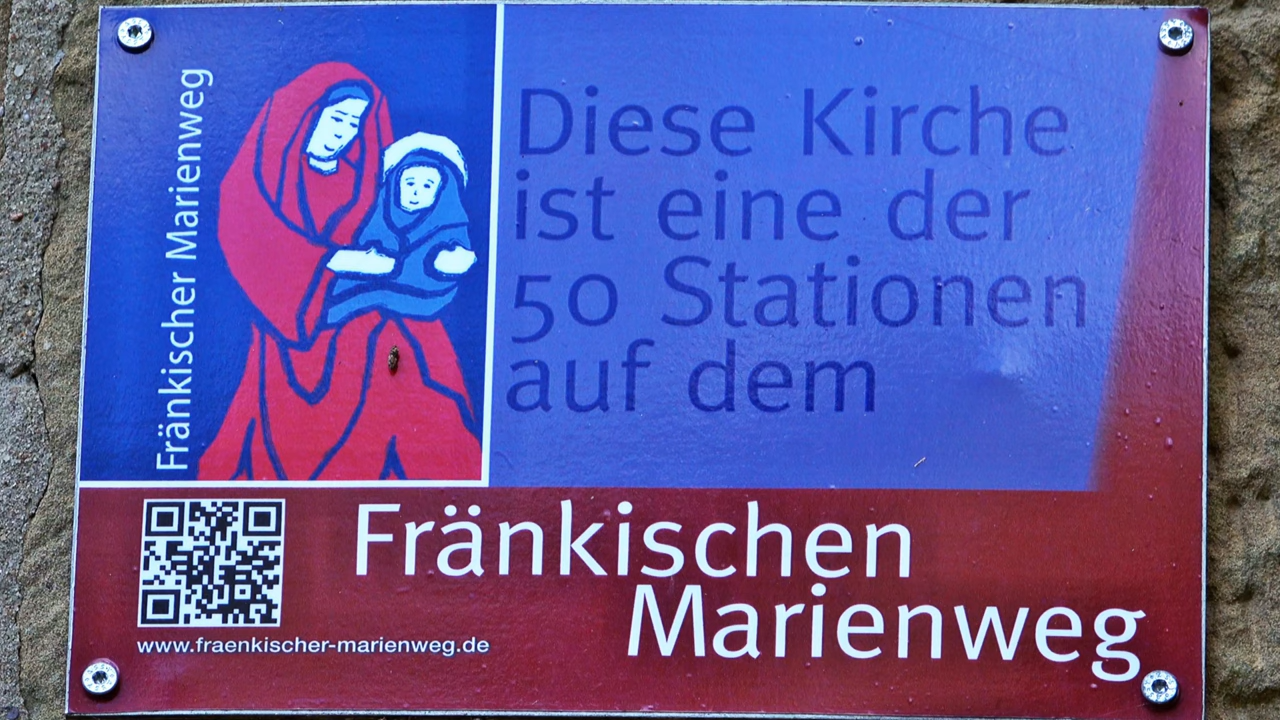 Fränkischer Marienweg
Diese Kirche
ist eine der
50 Stationen
auf dem
Fränkischen
Marienweg
www.fraenkischer-marienweg.de